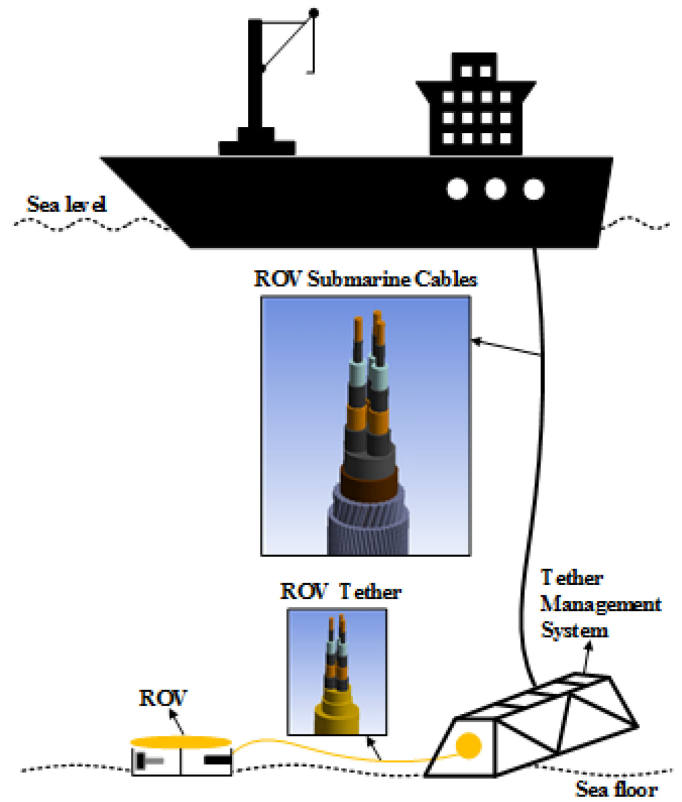 Sea level
ROV Submarine Cables
ROV Tether
Tether
Management
System
ROV
Sea floor